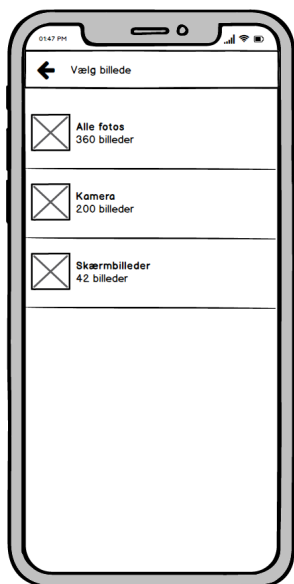 01:47 PM
Vælg billede
Alle fotos
360 billeder
Kamera
200 billeder
Skærmbilleder
42 billeder